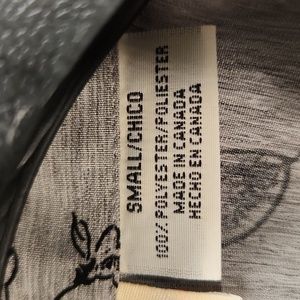 SMALL/CHICO
100% POLYESTER/POLIESTER
MADE IN CANADA
HECHO EN CANADA